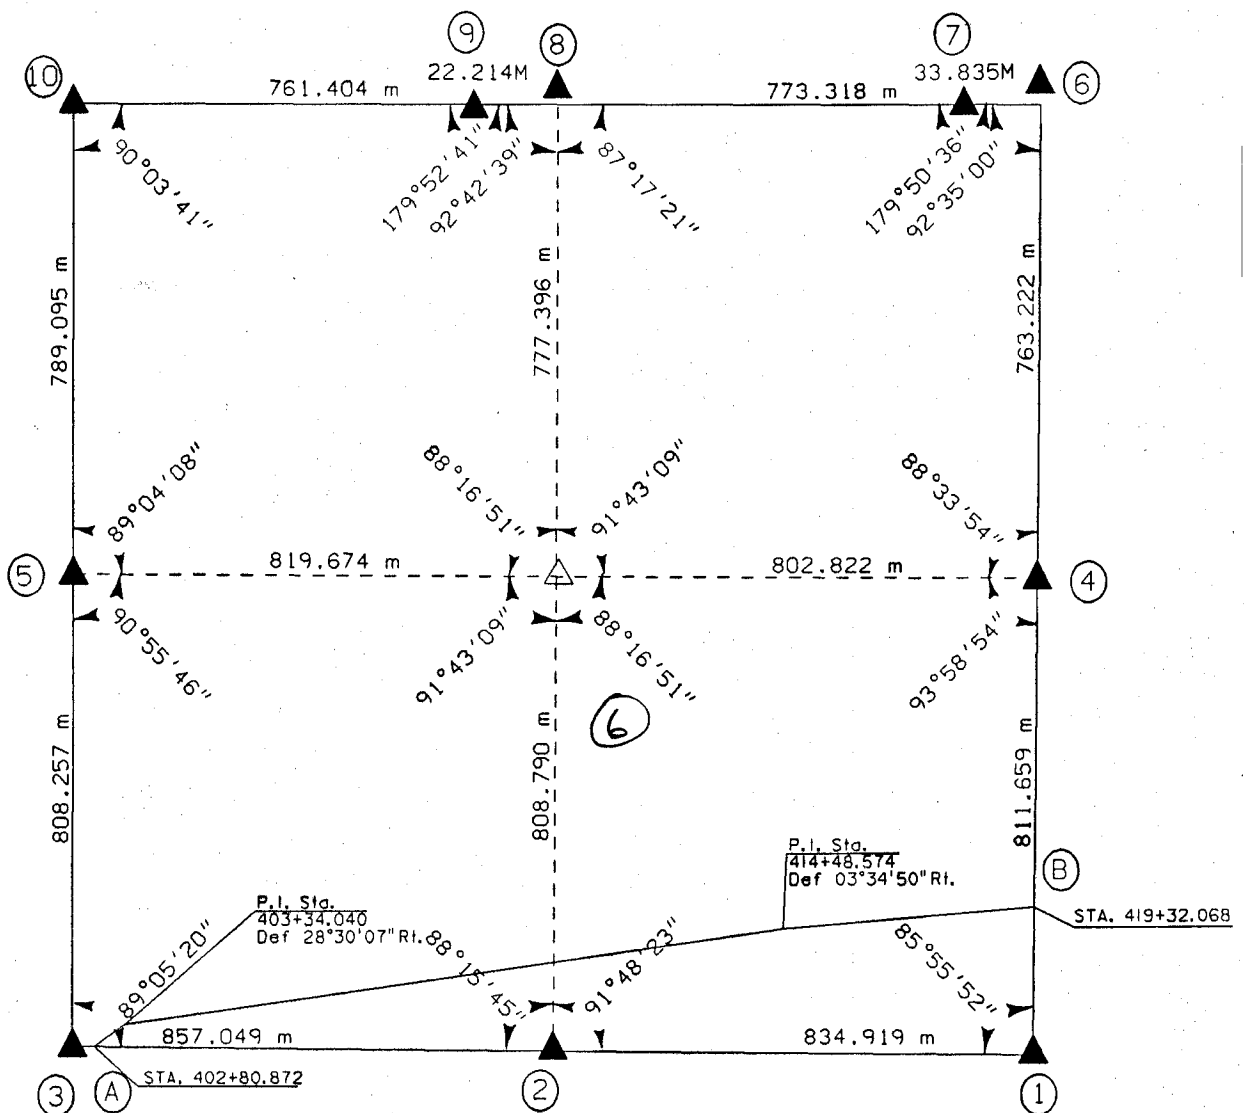 9
8
7
10
6
761.404 m
22.214M
773.318 m
33.835M
90°03'41"
179°52'41"
92°42'39"
87°17'21"
179°50'36"
92°35'00"
789.095 m
777.396 m
763.222 m
89°04'08"
88°16'51"
91°43'09"
88°33'54"
5
819.674 m
802.822 m
4
90°55'46"
91°43'09"
88°16'51"
93°58'54"
6
808.257 m
808.790 m
811.659 m
P.I. Sta.
414+48.574
Def 03°34'50" Rt.
B
P.I. Sta.
403+34.040
Def 28°30'07" Rt.
STA. 419+32.068
89°05'20"
88°15'45"
91°48'23"
85°55'52"
857.049 m
834.919 m
3
A
STA. 402+80.872
2
1